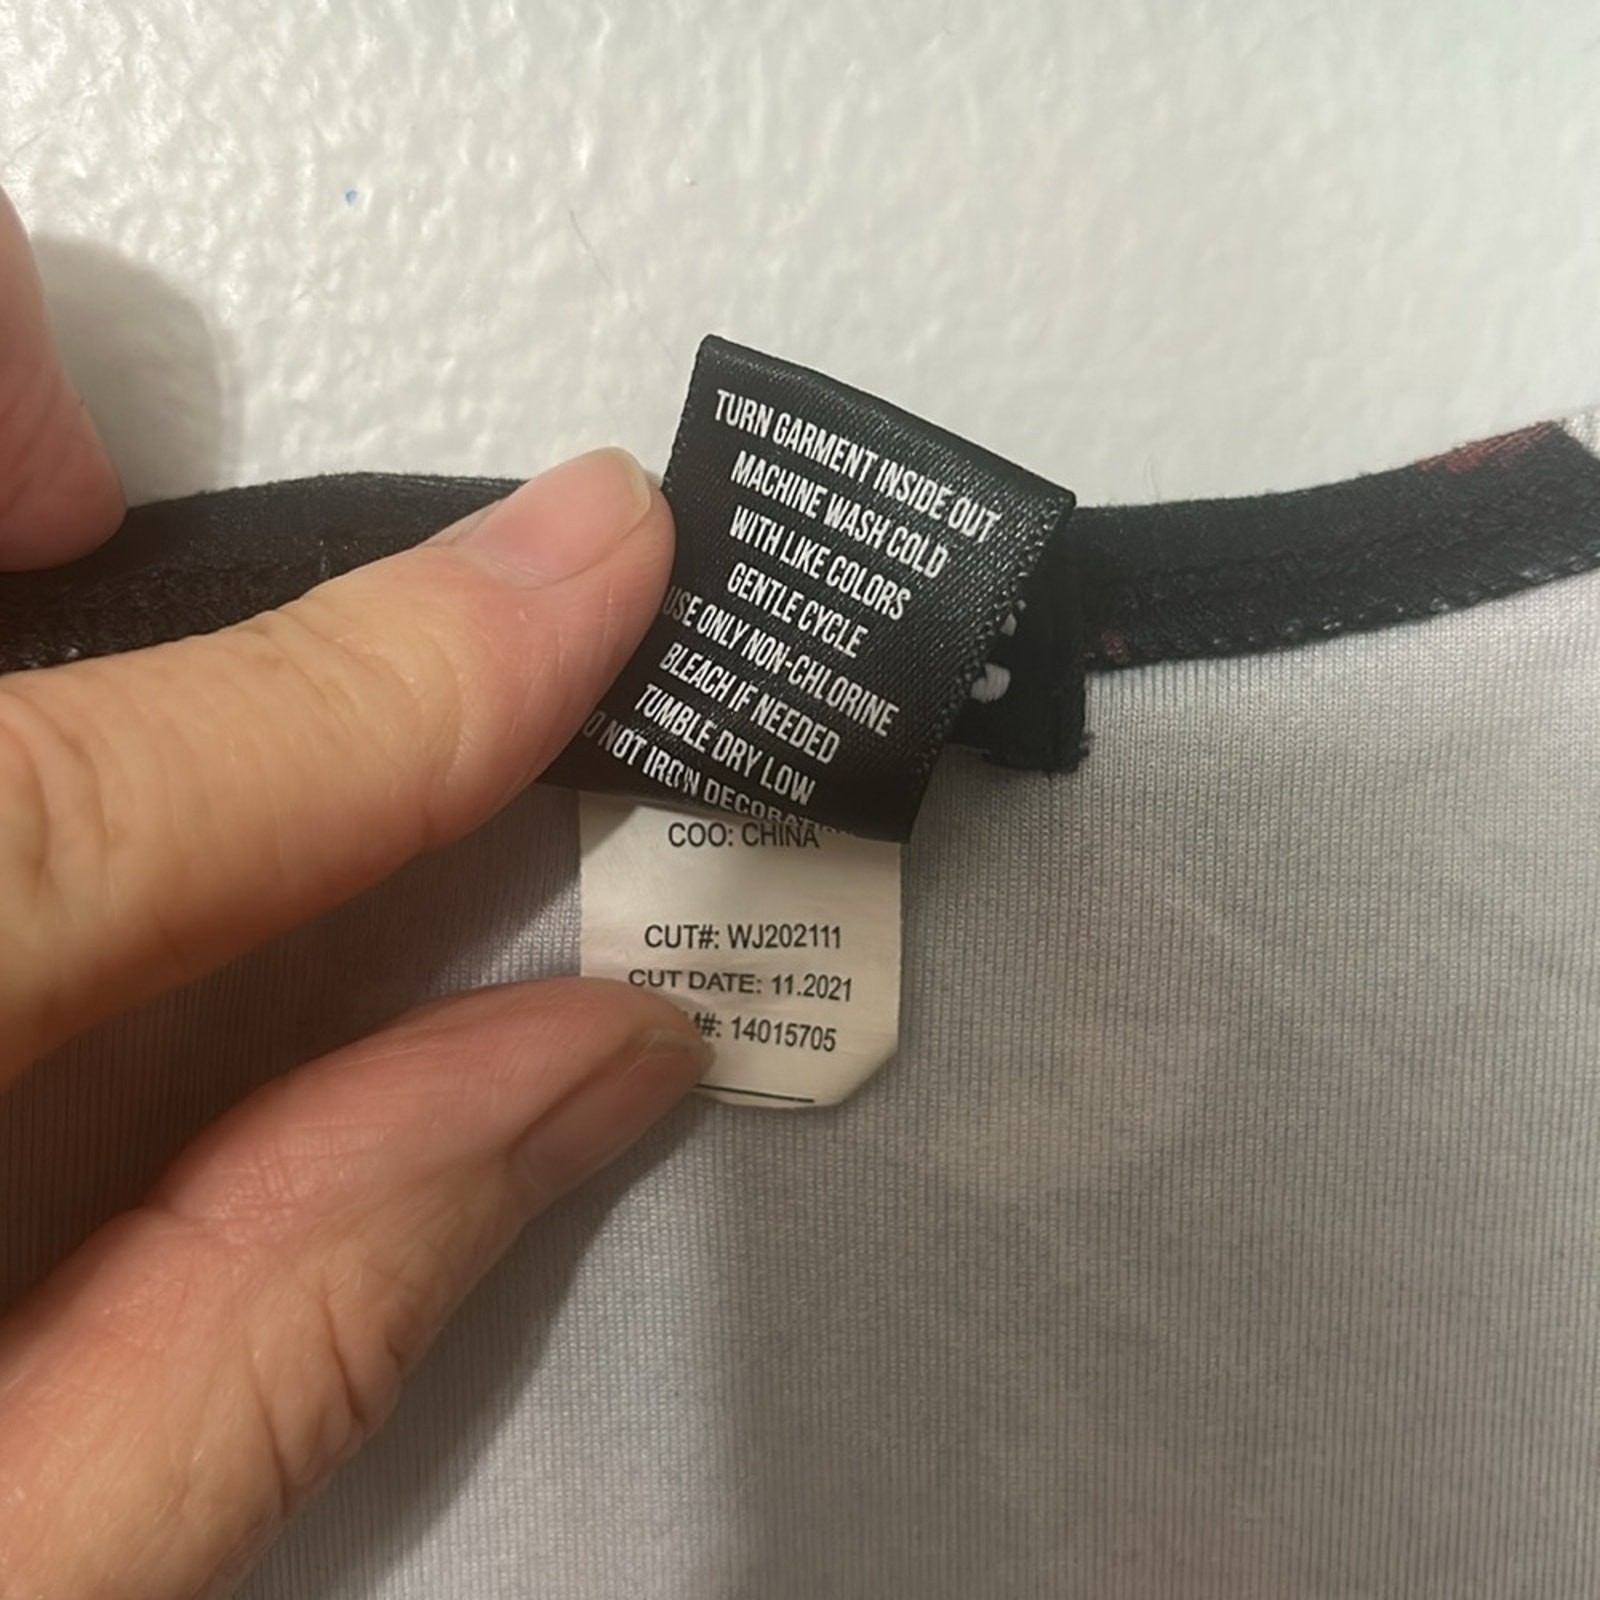 TURN GARMENT INSIDE OUT
MACHINE WASH COLD
WITH LIKE COLORS
GENTLE CYCLE
USE ONLY NON-CHLORINE
BLEACH IF NEEDED
TUMBLE DRY LOW
NOT IRON
COO: CHINA
CUT#: WJ202111
CUT DATE: 11.2021
14015705